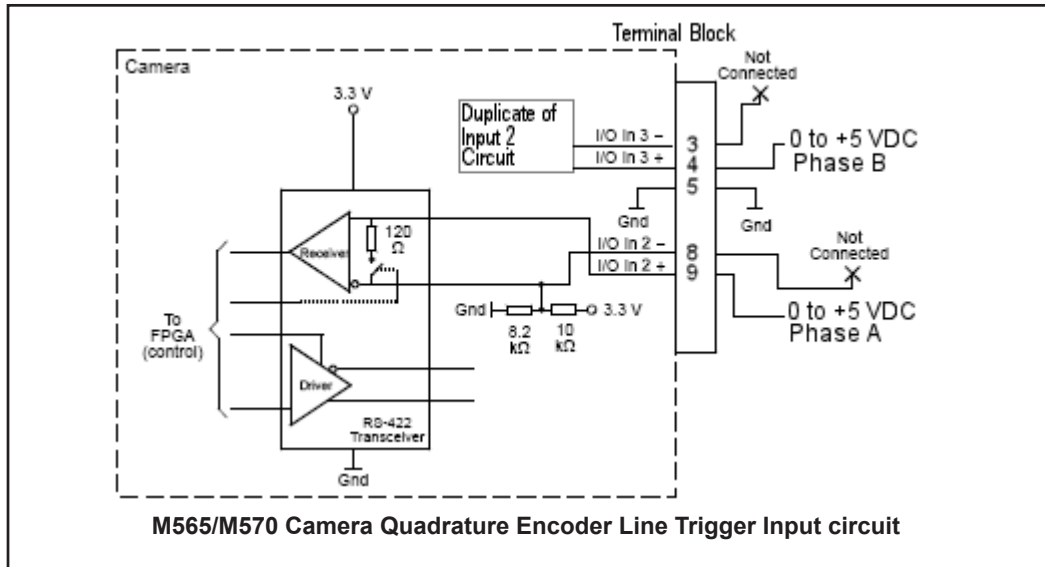 Terminal Block
Camera
Not
Connected
3.3 V
Duplicate of
Input 2
Circuit
I/O In 3 –
I/O In 3 +
3
4
5
0 to +5 VDC
Phase B
Gnd
Gnd
120
Ω
Receiver
I/O In 2 –
I/O In 2 +
8
9
Not
Connected
Gnd
8.2
kΩ
10
kΩ
3.3 V
0 to +5 VDC
Phase A
To
FPGA
(control)
Driver
RS-422
Transceiver
Gnd
M565/M570 Camera Quadrature Encoder Line Trigger Input circuit